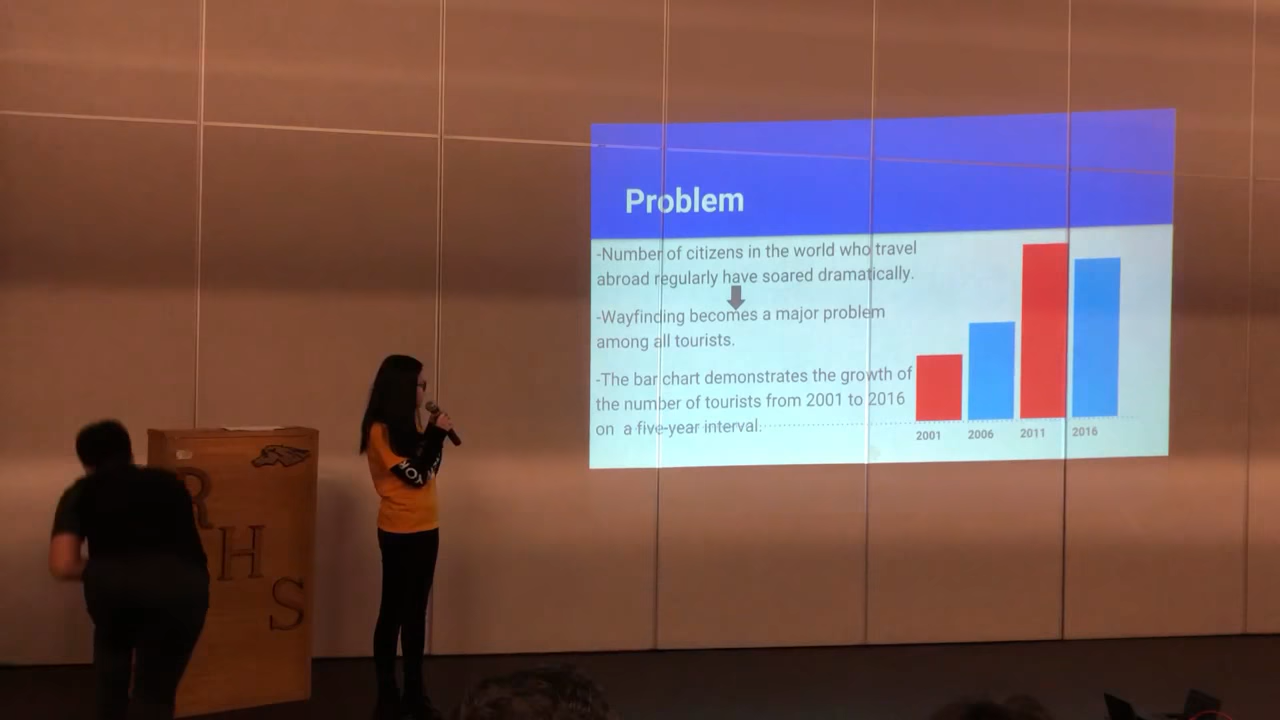 Problem
-Number of citizens in the world who travel
abroad regularly have soared dramatically.
-Wayfinding becomes a major problem
among all tourists.
-The bar chart demonstrates the growth of
the number of tourists from 2001 to 2016
on a five-year interval.
2001 2006 2011 2016
R
H
S